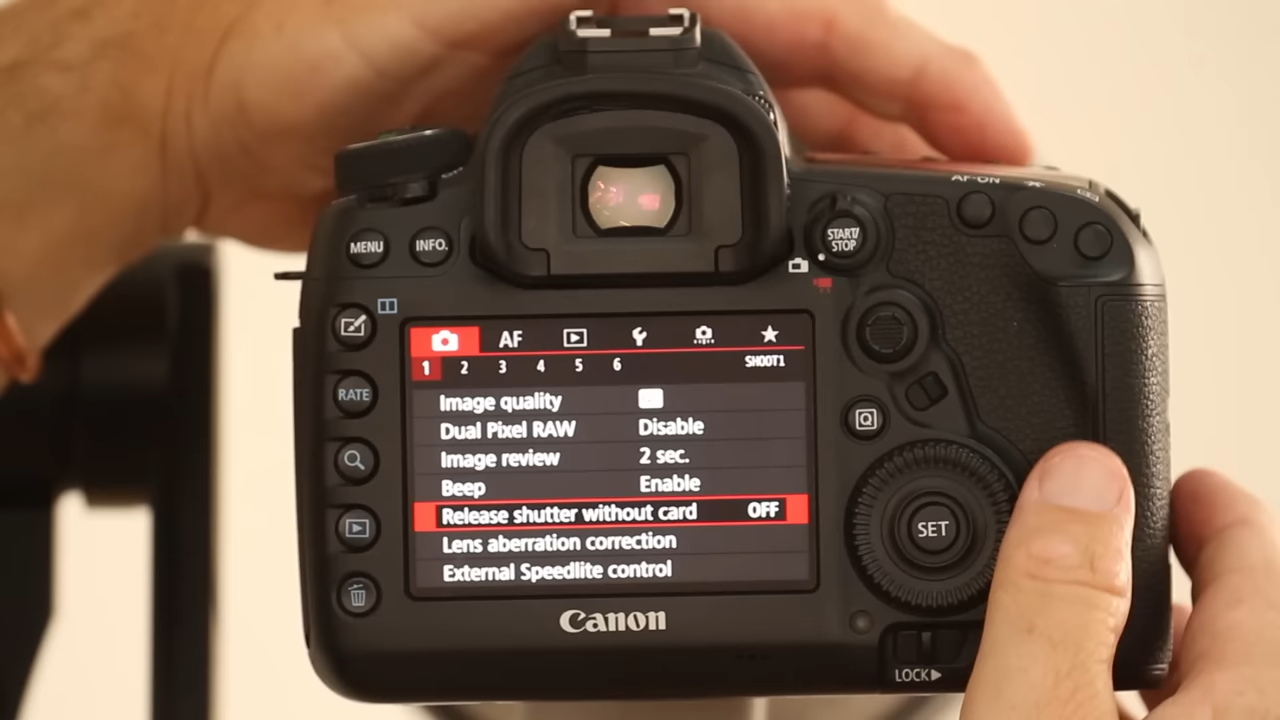 AF-ON
MENU
INFO.
START/
STOP
RATE
AF
1 2 3 4 5 6 SHOOT1
Image quality
Dual Pixel RAW Disable
Image review 2 sec.
Beep Enable
Release shutter without card OFF
Lens aberration correction
External Speedlite control
Q
SET
Canon
LOCK